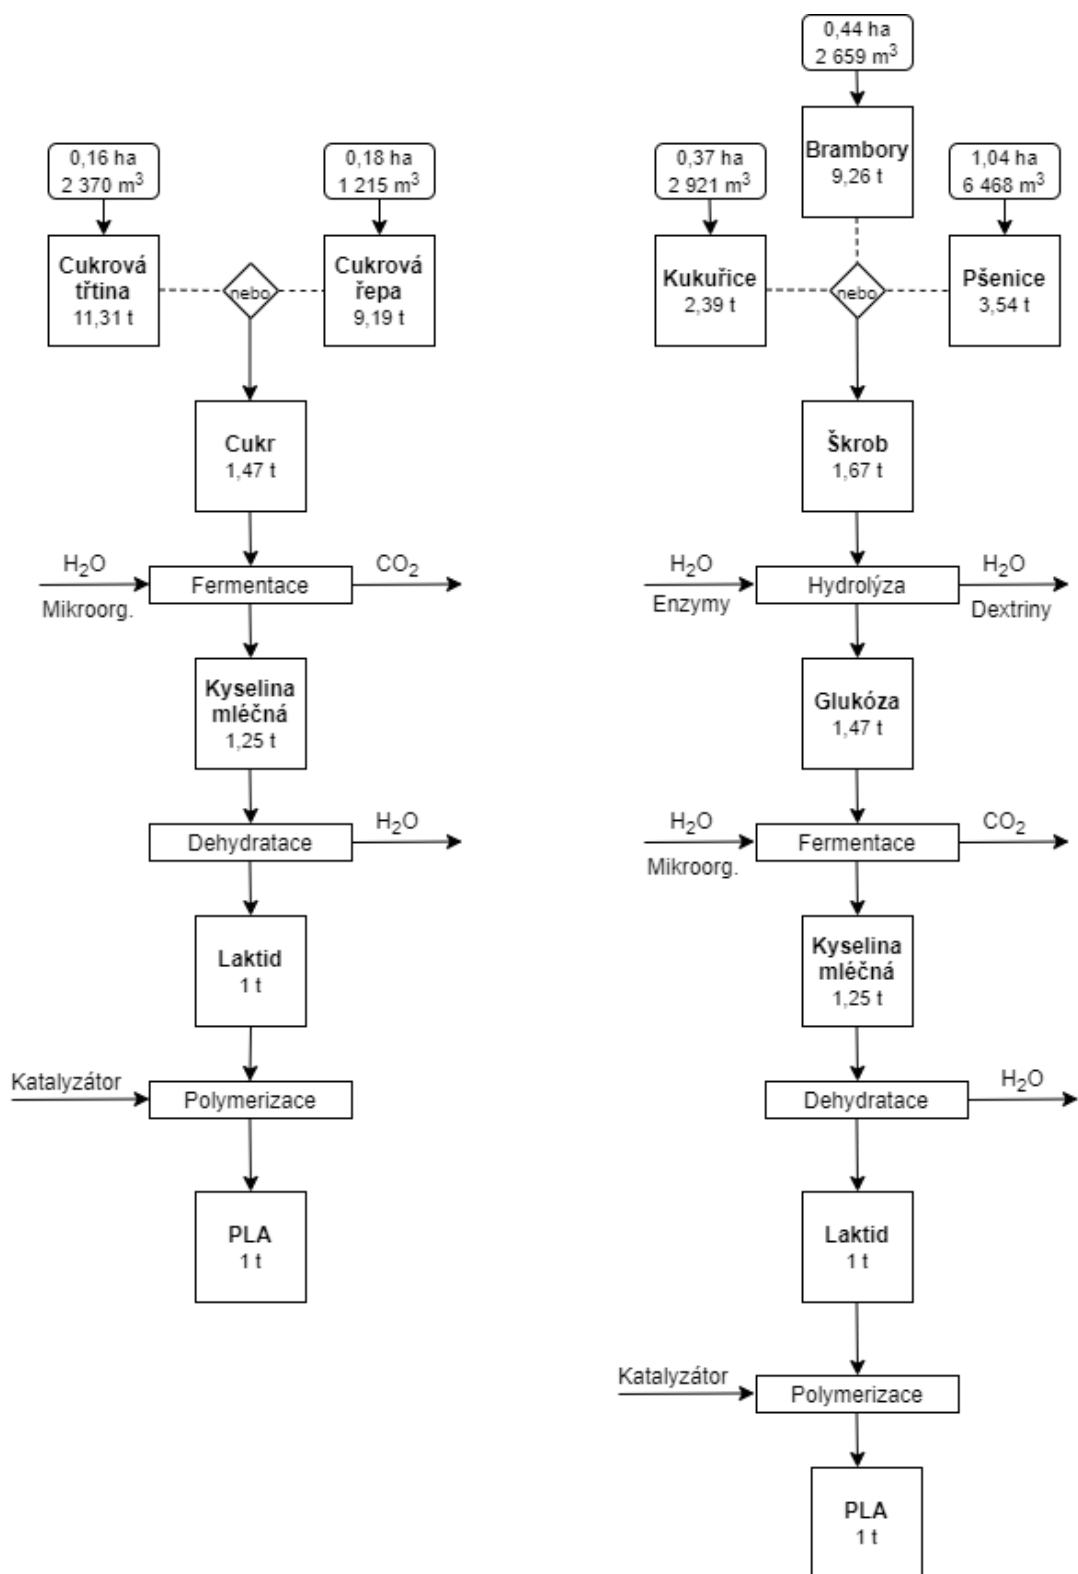 0,16 ha
2 370 m³
Cukrová
třtina
11,31 t
nebo
0,18 ha
1 215 m³
Cukrová
řepa
9,19 t
Cukr
1,47 t
H₂O
Mikroorg.
Fermentace
CO₂
Kyselina
mléčná
1,25 t
Dehydratace
H₂O
Laktid
1 t
Katalyzátor
Polymerizace
PLA
1 t
0,44 ha
2 659 m³
Brambory
9,26 t
0,37 ha
2 921 m³
Kukuřice
2,39 t
nebo
1,04 ha
6 468 m³
Pšenice
3,54 t
Škrob
1,67 t
H₂O
Enzymy
Hydrolýza
H₂O
Dextriny
Glukóza
1,47 t
H₂O
Mikroorg.
Fermentace
CO₂
Kyselina
mléčná
1,25 t
Dehydratace
H₂O
Laktid
1 t
Katalyzátor
Polymerizace
PLA
1 t